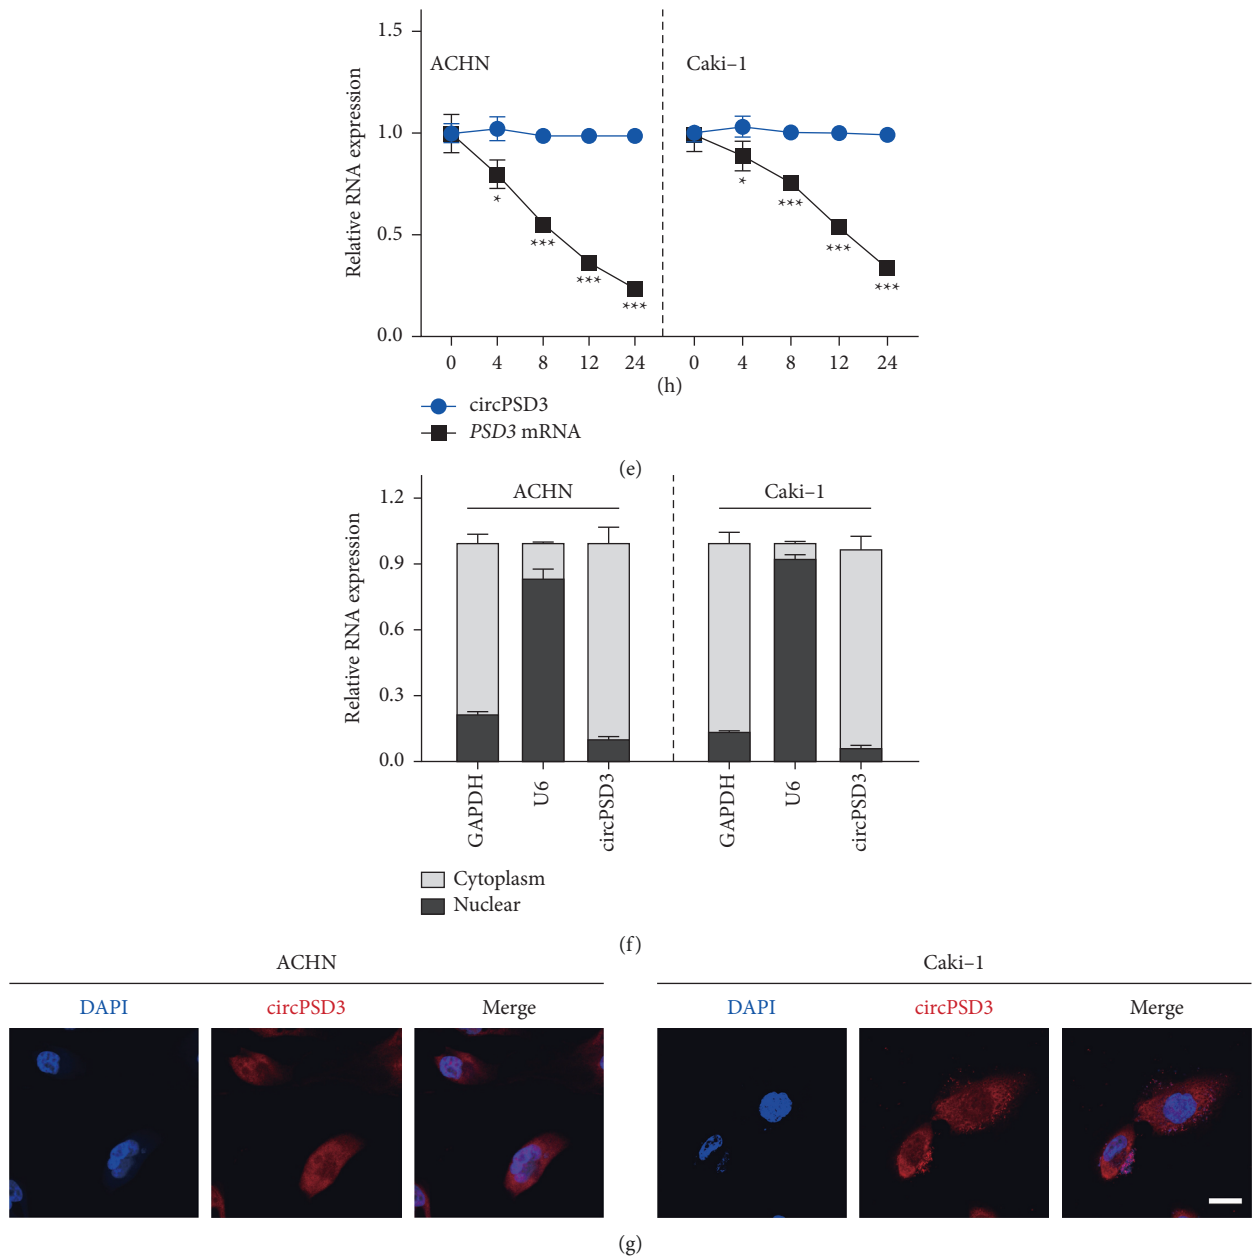 1.5
1.0
0.5
0.0
Relative RNA expression
ACHN
Caki–1
*
***
***
***
*
***
***
***
0 4 8 12 24 0 4 8 12 24
(h)
circPSD3
PSD3 mRNA
(e)
1.2
0.9
0.6
0.3
0.0
Relative RNA expression
ACHN
Caki–1
GAPDH
U6
circPSD3
GAPDH
U6
circPSD3
Cytoplasm
Nuclear
(f)
ACHN
Caki–1
DAPI circPSD3 Merge DAPI circPSD3 Merge
(g)